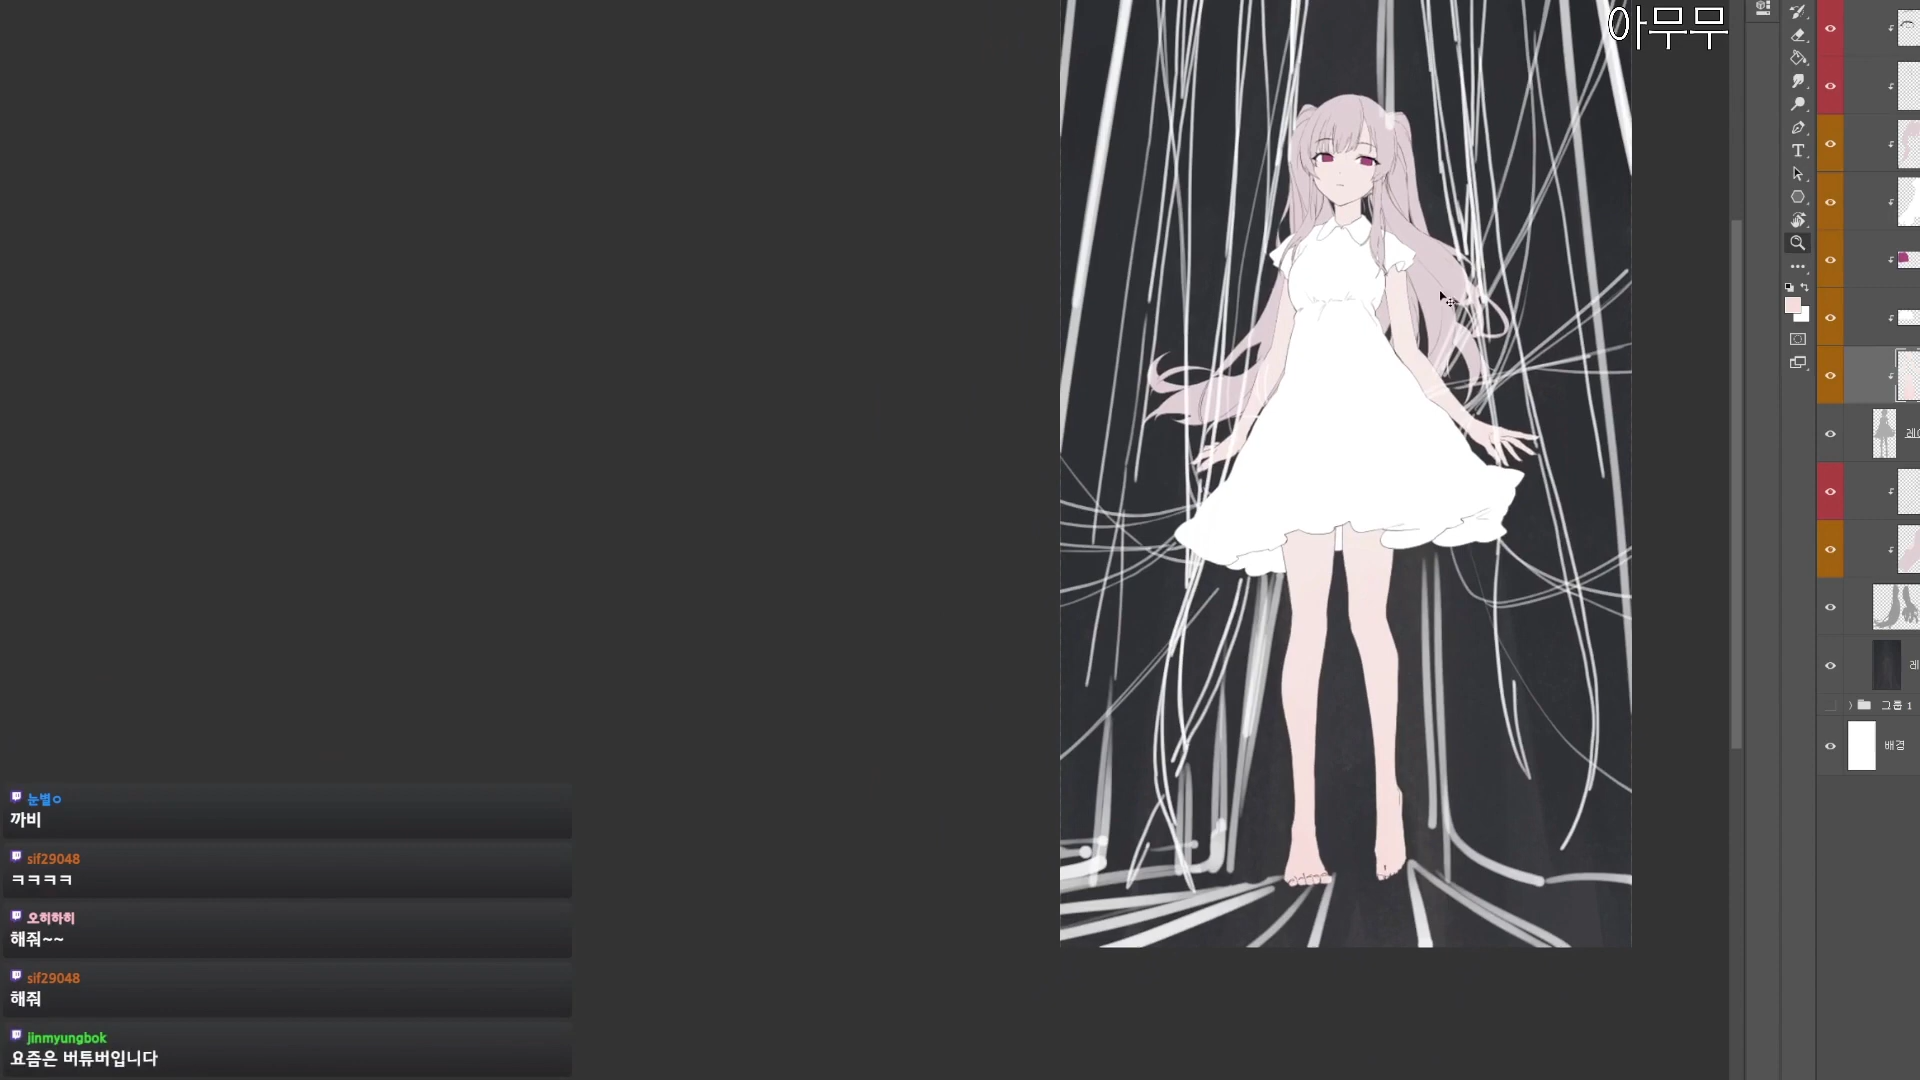 아무무
그룹 1
배경
눈별ㅇ
까비
sif29048
ㅋㅋㅋㅋ
오히하히
해줘~~
sif29048
해줘
jinmyungbok
요즘은 버튜버입니다